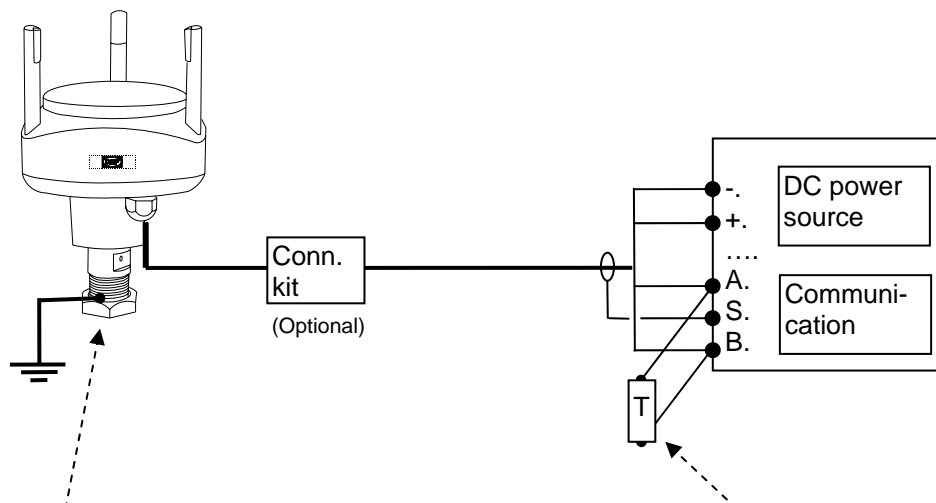 -.
DC power
source
+.
....
Conn.
kit
(Optional)
A.
S.
B.
Communi-
cation
T